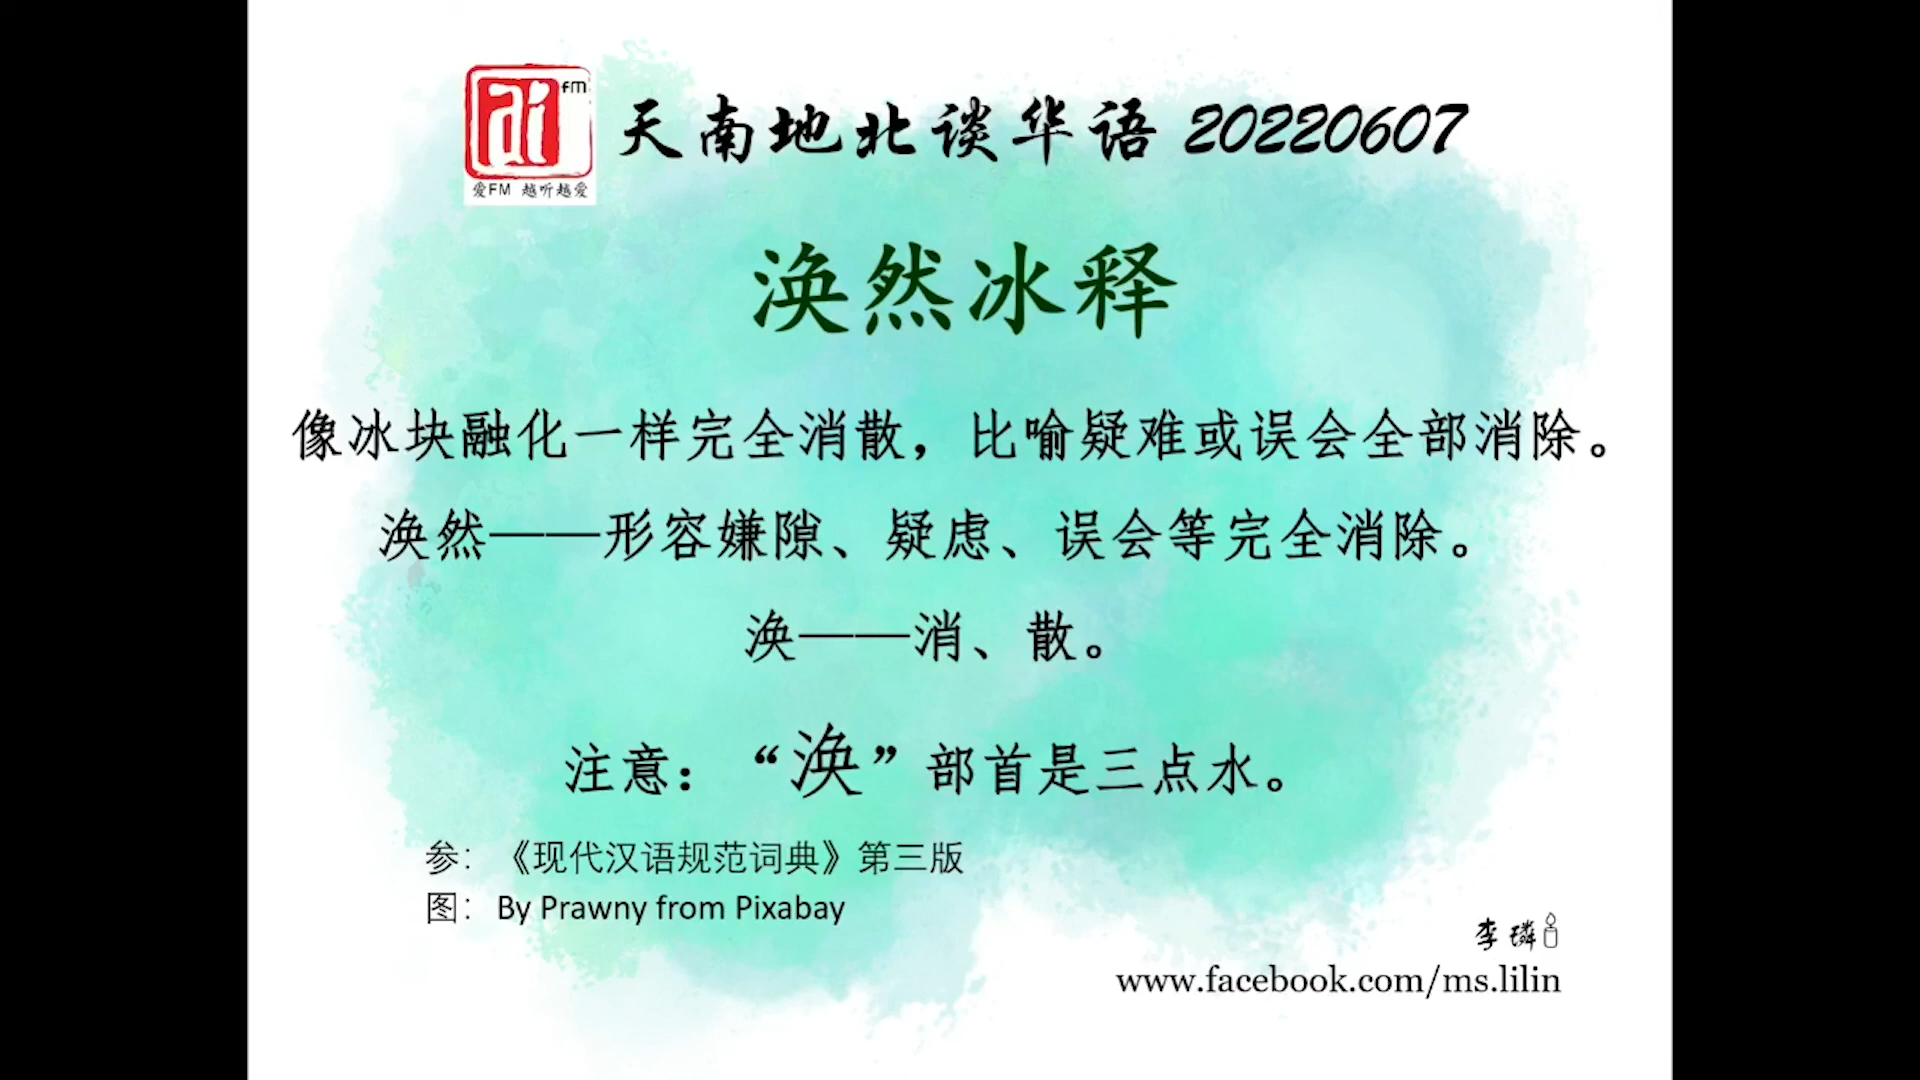 ai fm
爱FM 越听越爱
天南地北谈华语 20220607
涣然冰释
像冰块融化一样完全消散，比喻疑难或误会全部消除。
涣然——形容嫌隙、疑虑、误会等完全消除。
涣——消、散。
注意：“涣”部首是三点水。
参：《现代汉语规范词典》第三版
图：By Prawny from Pixabay
李璘
www.facebook.com/ms.lilin